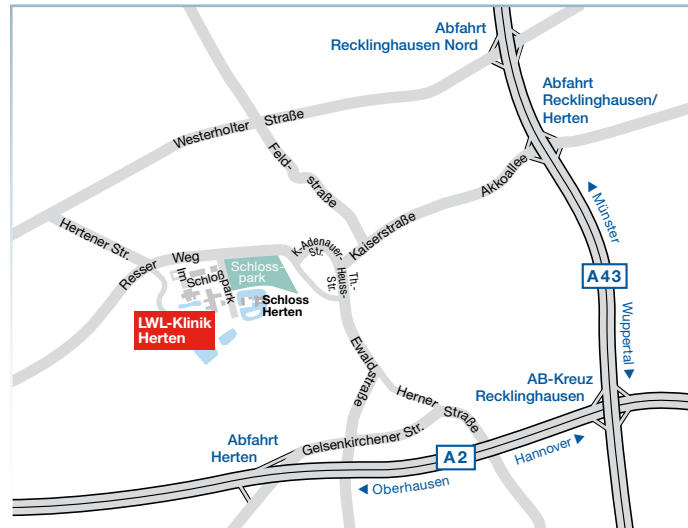 Abfahrt
Recklinghausen Nord
Abfahrt
Recklinghausen/
Herten
Westerholter Straße
Feld-
straße
Akkoallee
Kaiserstraße
Münster
Hertener Str.
Resser Weg
K-Adenauer-
Str.
Th.-
Heuss-
Str.
Schloss-
park
Im
Schloß
park
Schloss
Herten
A43
LWL-Klinik
Herten
Wuppertal
Ewaldstraße
AB-Kreuz
Recklinghausen
Herner Straße
Gelsenkirchener Str.
Abfahrt
Herten
A2
Hannover
Oberhausen